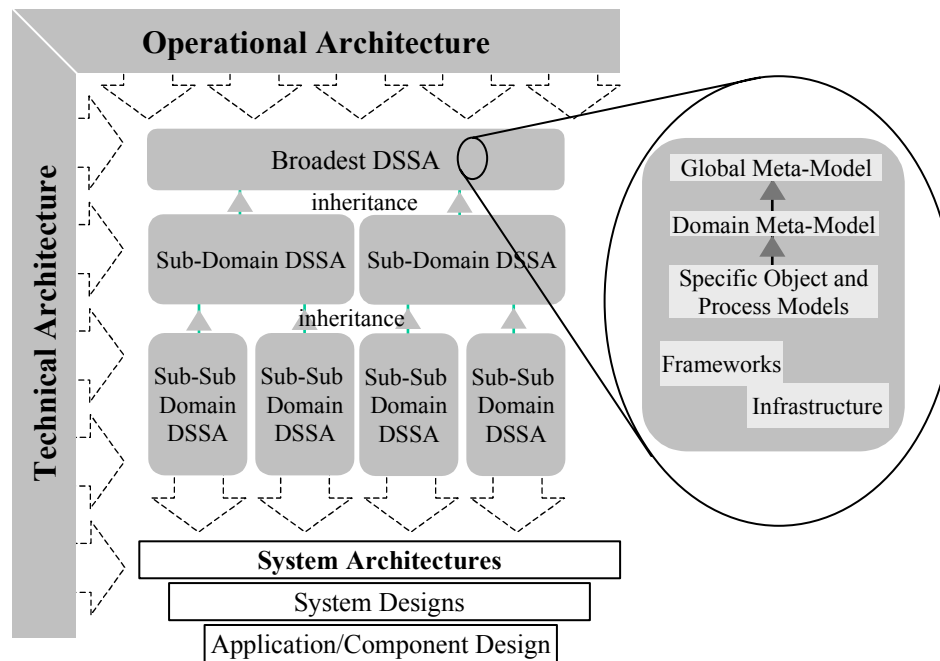 Operational Architecture
Technical Architecture
Broadest DSSA
inheritance
Sub-Domain DSSA
Sub-Domain DSSA
inheritance
Sub-Sub
Domain
DSSA
Sub-Sub
Domain
DSSA
Sub-Sub
Domain
DSSA
Sub-Sub
Domain
DSSA
System Architectures
System Designs
Application/Component Design
Global Meta-Model
Domain Meta-Model
Specific Object and
Process Models
Frameworks
Infrastructure